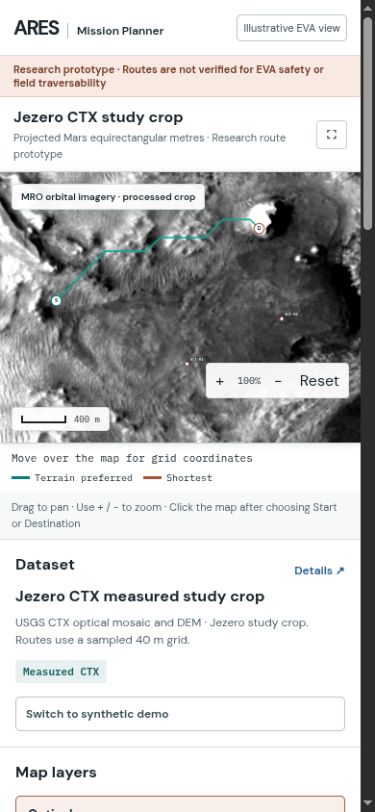 ARES
Mission Planner
Illustrative EVA view
Research prototype · Routes are not verified for EVA safety or
field traversability
Jezero CTX study crop
Projected Mars equirectangular metres · Research route
prototype
MRO orbital imagery · processed crop
D
S
+ 100% − Reset
400 m
Move over the map for grid coordinates
Terrain preferred
Shortest
Drag to pan · Use + / − to zoom · Click the map after choosing Start
or Destination
Dataset
Details ↗
Jezero CTX measured study crop
USGS CTX optical mosaic and DEM · Jezero study crop.
Routes use a sampled 40 m grid.
Measured CTX
Switch to synthetic demo
Map layers